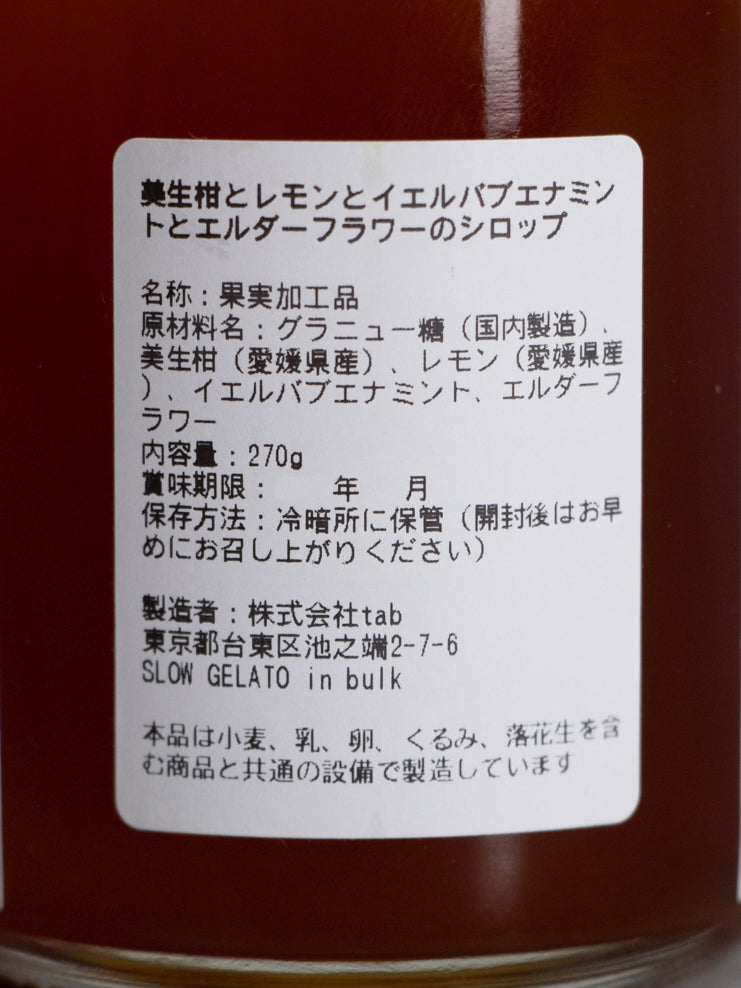 美生柑とレモンとイエルバブエナミン
トとエルダーフラワーのシロップ
名称：果実加工品
原材料名：グラニュー糖（国内製造）、
美生柑（愛媛県産）、レモン（愛媛県産
）、イエルバブエナミント、エルダーフ
ラワー
内容量：270g
賞味期限：　　年　月
保存方法：冷暗所に保管（開封後はお早
めにお召し上がりください）
製造者：株式会社tab
東京都台東区池之端2-7-6
SLOW GELATO in bulk
本品は小麦、乳、卵、くるみ、落花生を含
む商品と共通の設備で製造しています